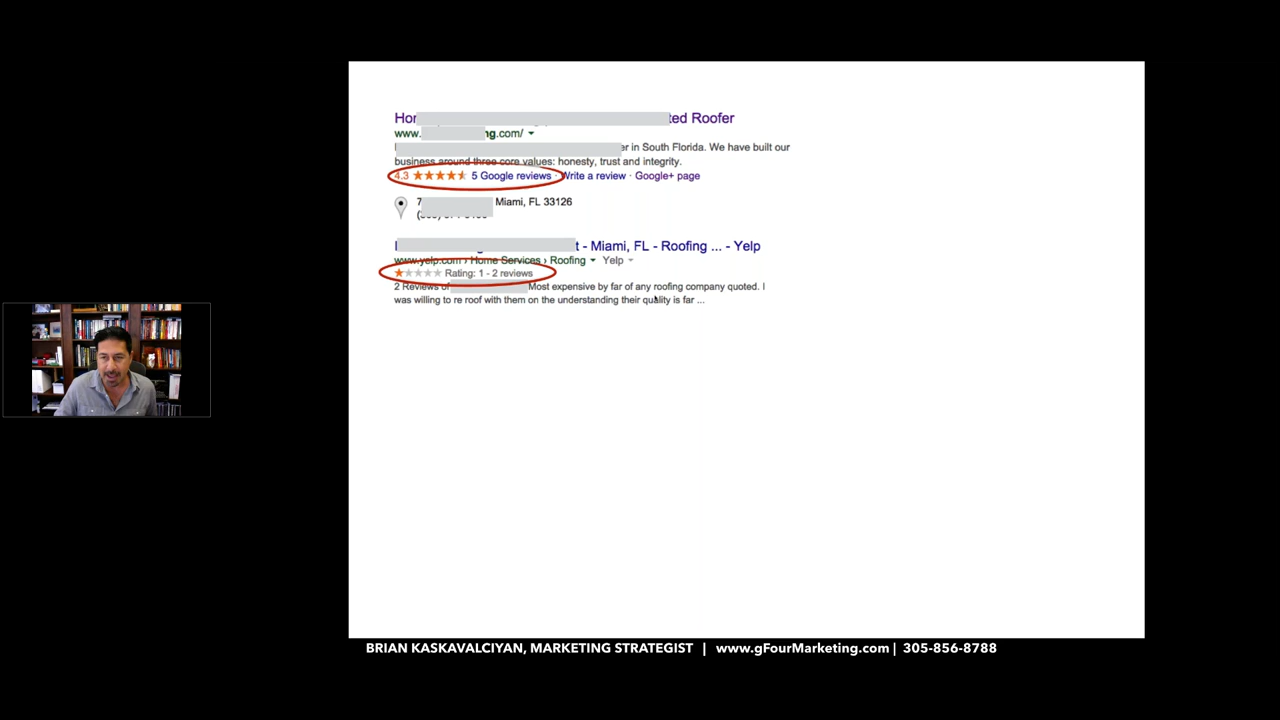 Hor ted Roofer
www. ng.com/
er in South Florida. We have built our
business around three core values: honesty, trust and integrity.
4.3 5 Google reviews · Write a review · Google+ page
7 Miami, FL 33126
t - Miami, FL - Roofing ... - Yelp
www.yelp.com › Home Services › Roofing Yelp
Rating: 1 - 2 reviews
2 Reviews of Most expensive by far of any roofing company quoted. I
was willing to re roof with them on the understanding their quality is far ...
BRIAN KASKAVALCIYAN, MARKETING STRATEGIST | www.gFourMarketing.com | 305-856-8788